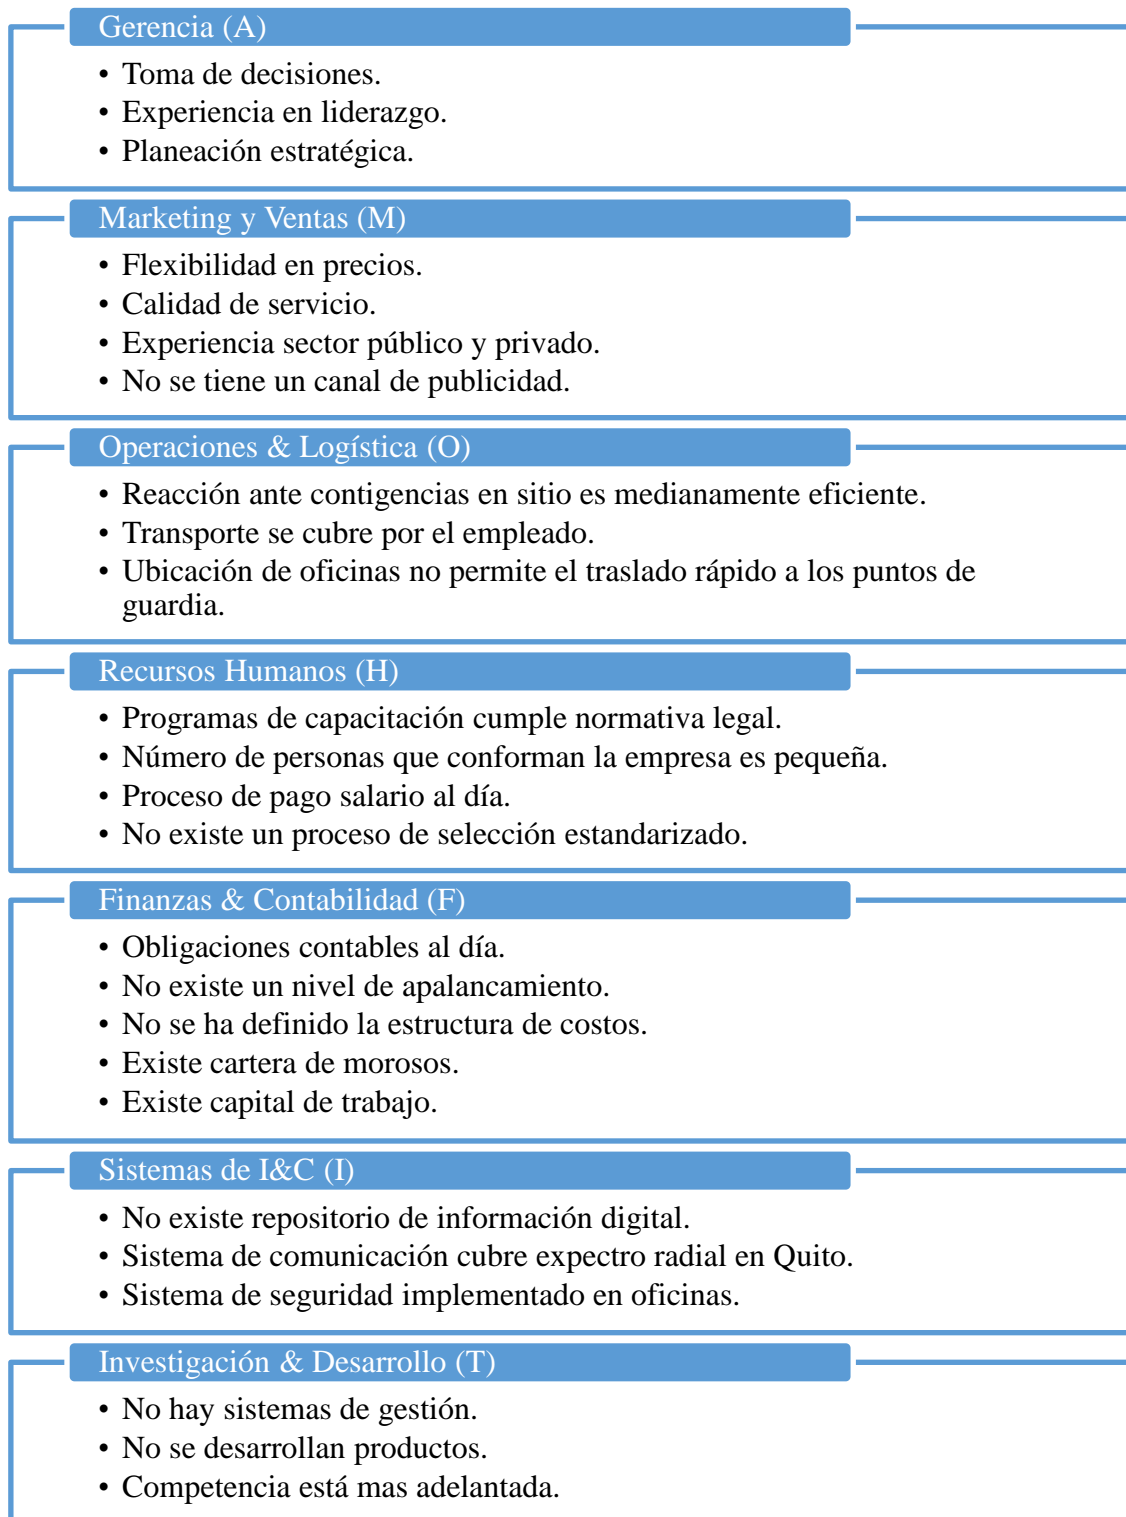 Gerencia (A)
• Toma de decisiones.
• Experiencia en liderazgo.
• Planeación estratégica.
Marketing y Ventas (M)
• Flexibilidad en precios.
• Calidad de servicio.
• Experiencia sector público y privado.
• No se tiene un canal de publicidad.
Operaciones & Logística (O)
• Reacción ante contigencias en sitio es medianamente eficiente.
• Transporte se cubre por el empleado.
• Ubicación de oficinas no permite el traslado rápido a los puntos de
guardia.
Recursos Humanos (H)
• Programas de capacitación cumple normativa legal.
• Número de personas que conforman la empresa es pequeña.
• Proceso de pago salario al día.
• No existe un proceso de selección estandarizado.
Finanzas & Contabilidad (F)
• Obligaciones contables al día.
• No existe un nivel de apalancamiento.
• No se ha definido la estructura de costos.
• Existe cartera de morosos.
• Existe capital de trabajo.
Sistemas de I&C (I)
• No existe repositorio de información digital.
• Sistema de comunicación cubre expectro radial en Quito.
• Sistema de seguridad implementado en oficinas.
Investigación & Desarrollo (T)
• No hay sistemas de gestión.
• No se desarrollan productos.
• Competencia está mas adelantada.